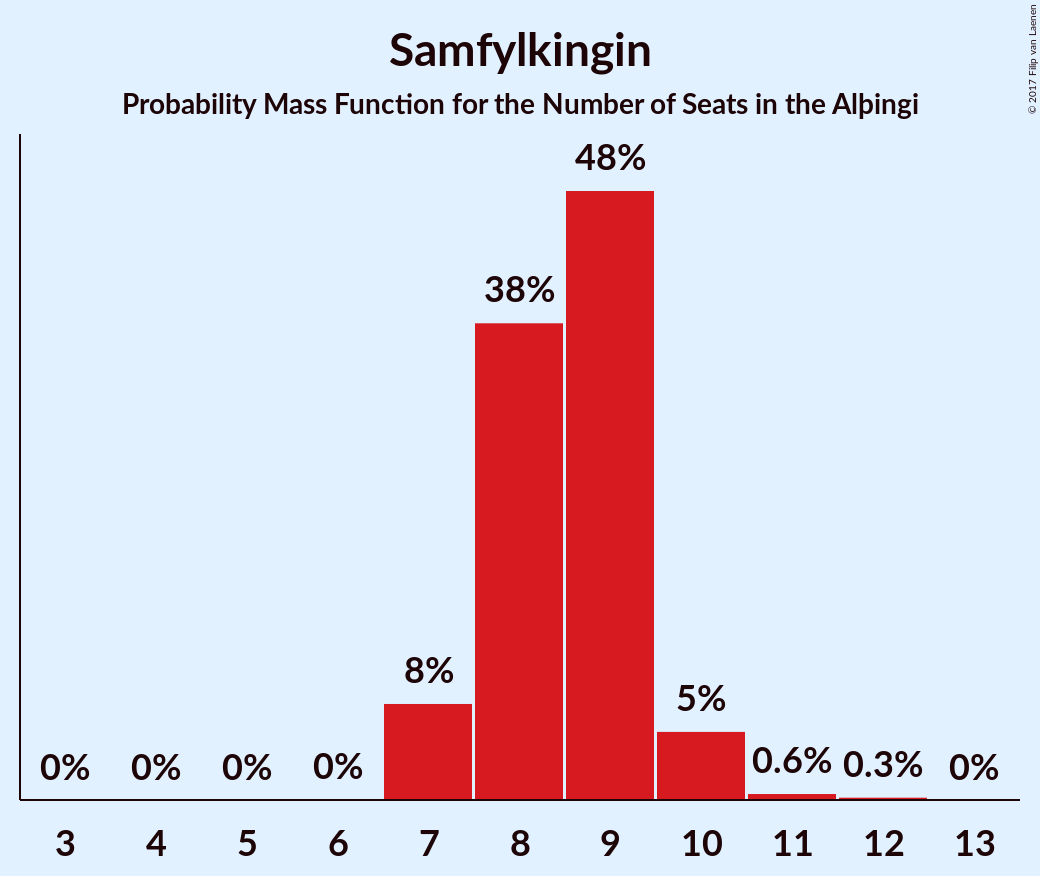 Samfylkingin
Probability Mass Function for the Number of Seats in the Alþingi
© 2017 Filip van Laenen
48%
38%
8%
5%
0% 0% 0% 0% 0.6% 0.3% 0%
3 4 5 6 7 8 9 10 11 12 13